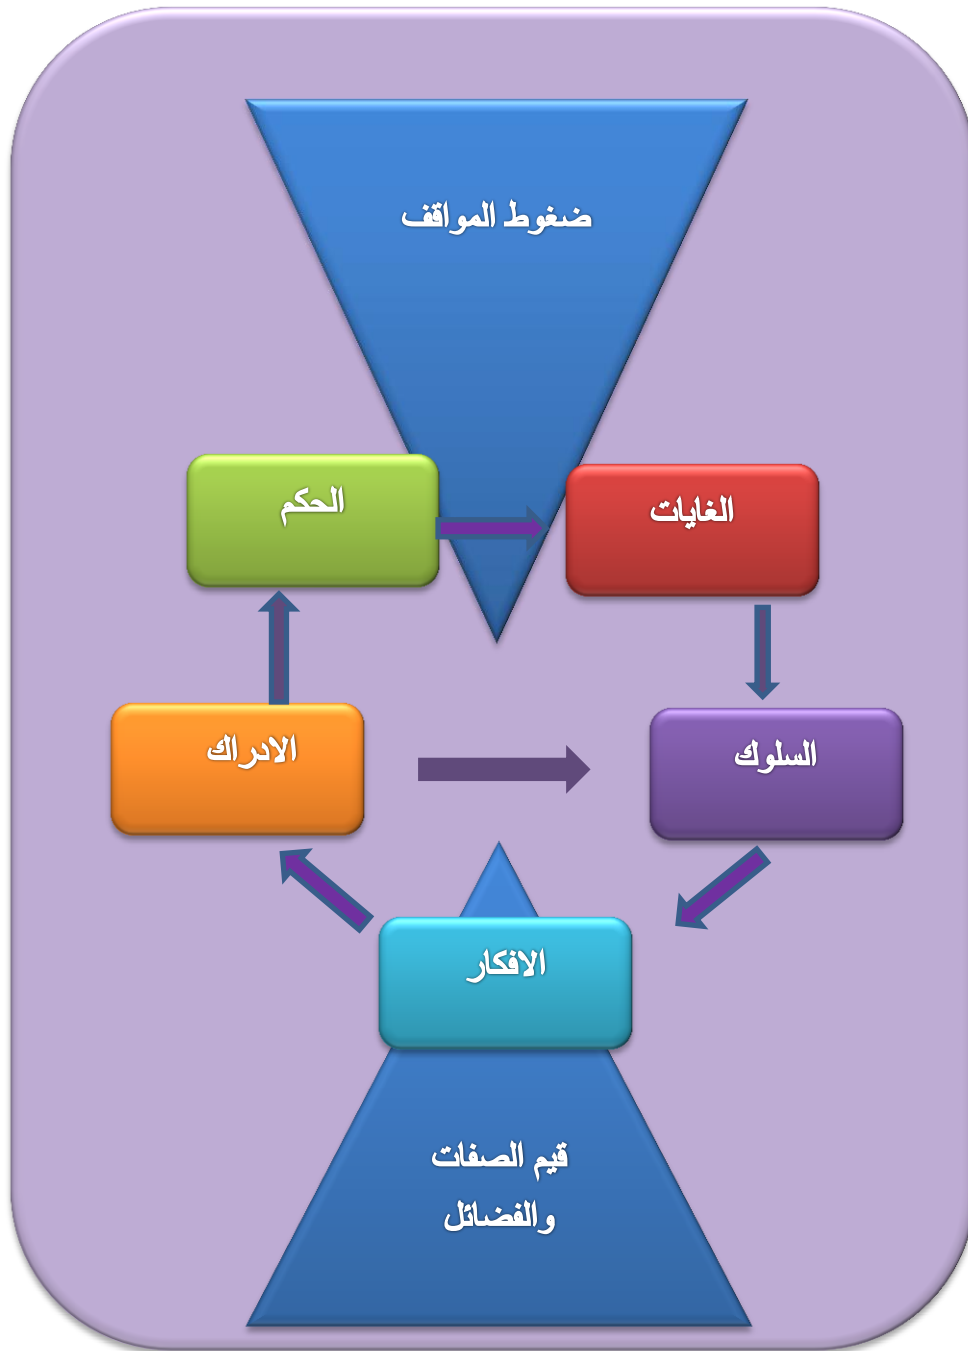 ضغوط المواقف
الحكم
الغايات
الادراك
السلوك
الافكار
قيم الصفات
والفضائل